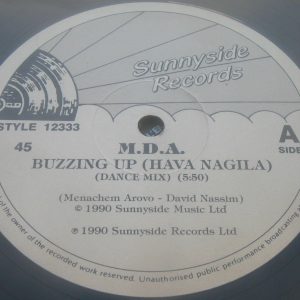 Sunnyside
Records
STYLE 12333
45
A
SIDE
M.D.A.
BUZZING UP (HAVA NAGILA)
(DANCE MIX) (5:50)
(Menachem Arovo - David Nassim)
© 1990 Sunnyside Music Ltd
℗ 1990 Sunnyside Records Ltd
of the owner of the recorded work reserved. Unauthorised public performance broadcasting